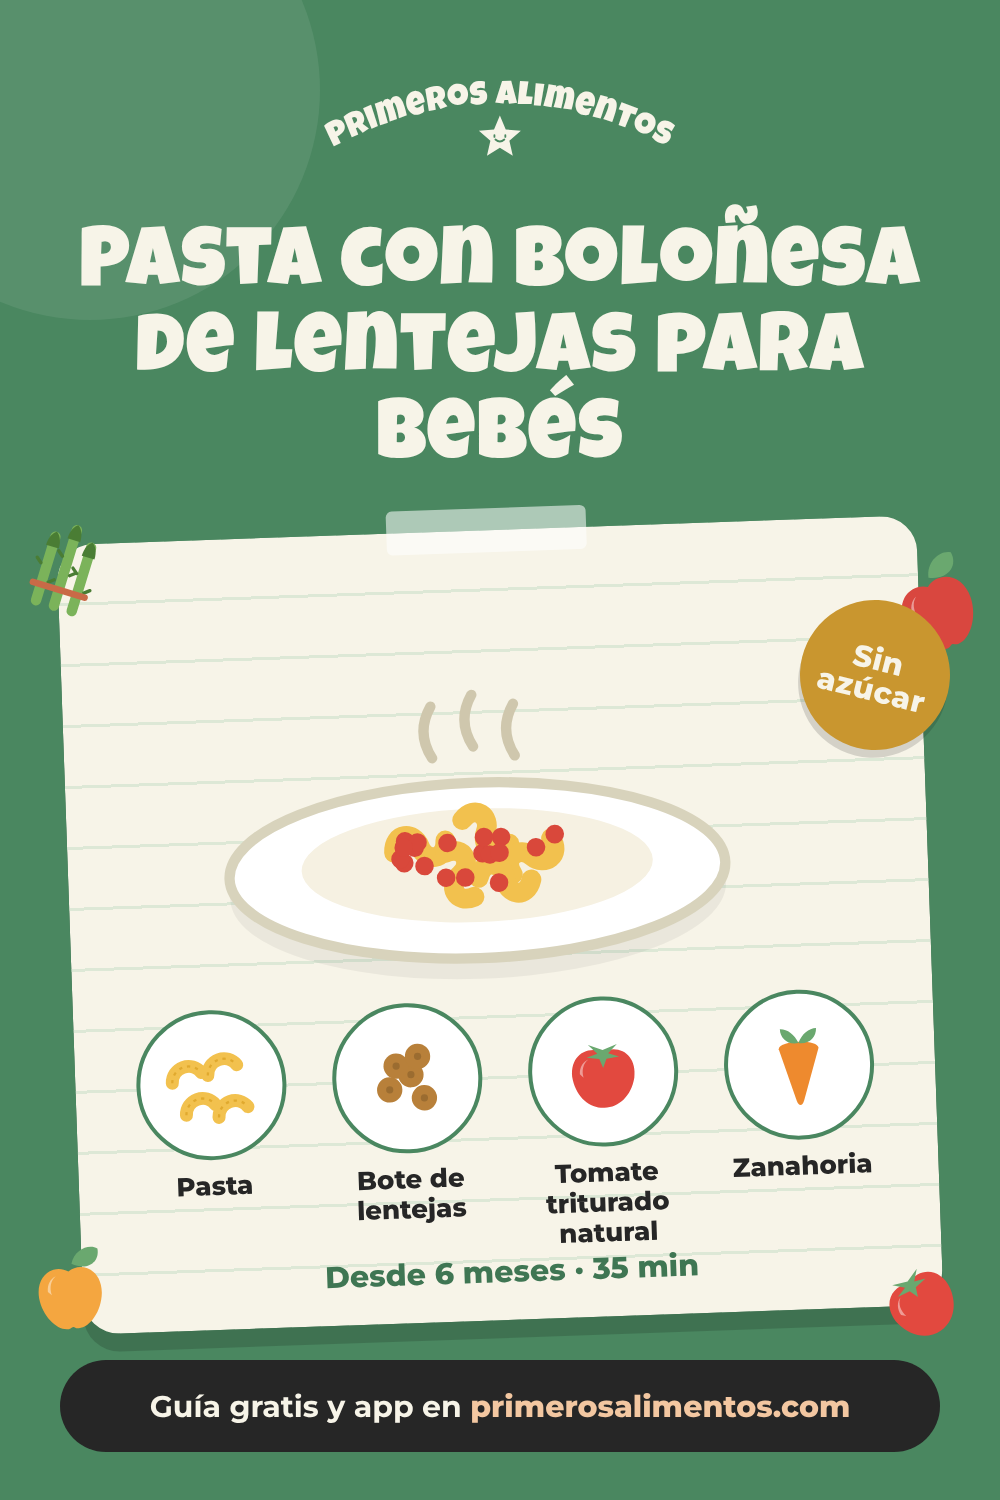 PRIMEROS ALIMENTOS
PASTA CON BOLOÑESA
DE LENTEJAS PARA
BEBÉS
Sin
azúcar
Pasta
Bote de
lentejas
Tomate
triturado
natural
Zanahoria
Desde 6 meses · 35 min
Guía gratis y app en primerosalimentos.com